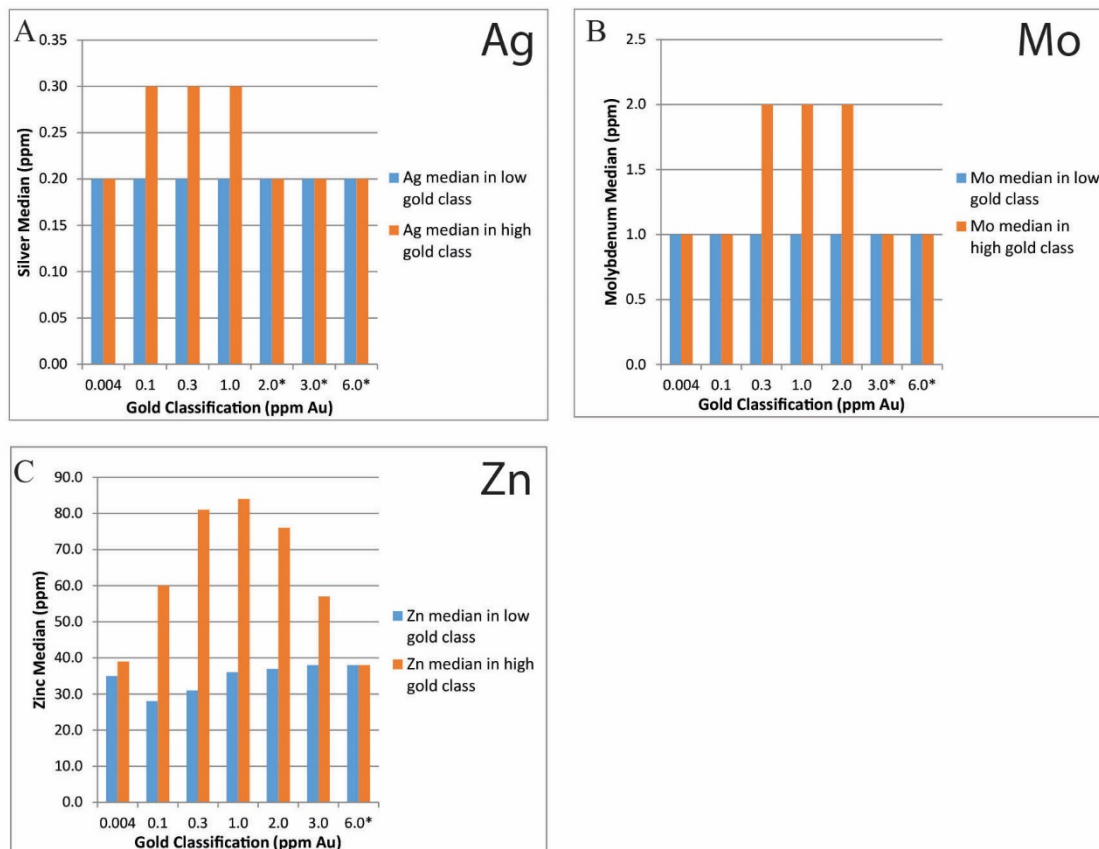 A
Ag
0.35
0.30
0.25
0.20
0.15
0.10
0.05
0.00
Silver Median (ppm)
0.004 0.1 0.3 1.0 2.0* 3.0* 6.0*
Gold Classification (ppm Au)
Ag median in low
gold class
Ag median in high
gold class
B
Mo
2.5
2.0
1.5
1.0
0.5
0.0
Molybdenum Median (ppm)
0.004 0.1 0.3 1.0 2.0 3.0* 6.0*
Gold Classification (ppm Au)
Mo median in low
gold class
Mo median in
high gold class
C
Zn
90.0
80.0
70.0
60.0
50.0
40.0
30.0
20.0
10.0
0.0
Zinc Median (ppm)
0.004 0.1 0.3 1.0 2.0 3.0 6.0*
Gold Classification (ppm Au)
Zn median in low
gold class
Zn median in high
gold class